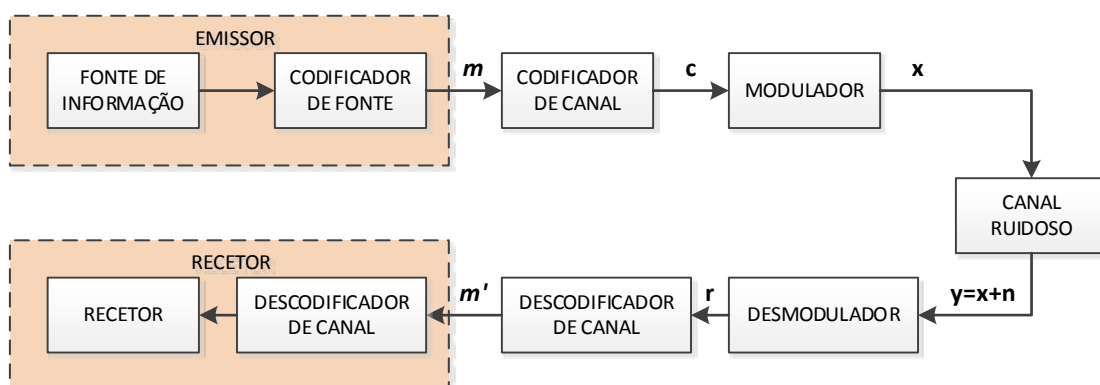 EMISSOR
FONTE DE
INFORMAÇÃO
CODIFICADOR
DE FONTE
m
CODIFICADOR
DE CANAL
c
MODULADOR
x
CANAL
RUIDOSO
RECETOR
RECETOR
DESCODIFICADOR
DE CANAL
m'
DESCODIFICADOR
DE CANAL
r
DESMODULADOR
y=x+n